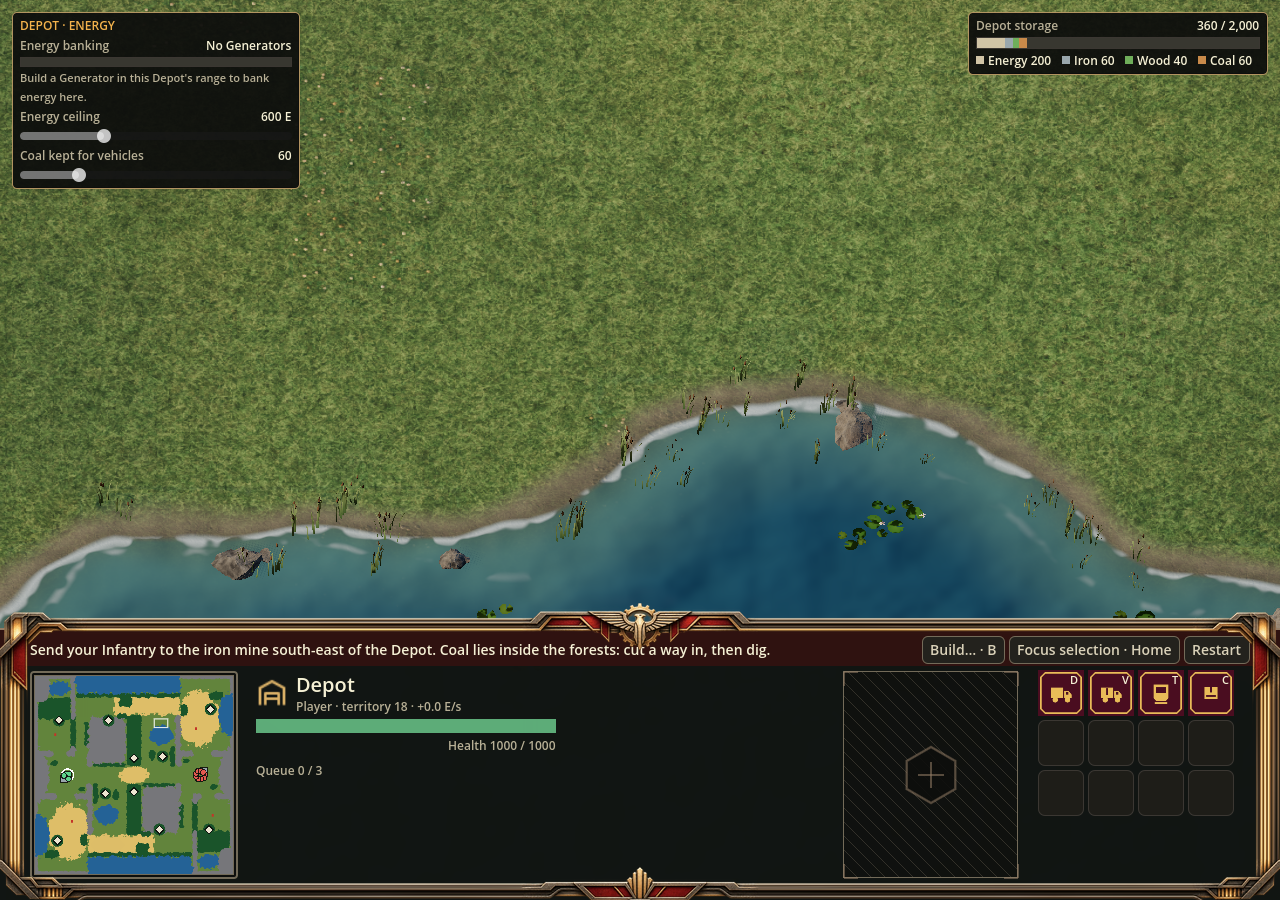 DEPOT · ENERGY
Energy banking No Generators
Build a Generator in this Depot's range to bank
energy here.
Energy ceiling 600 E
Coal kept for vehicles 60
Depot storage 360 / 2,000
Energy 200 Iron 60 Wood 40 Coal 60
Send your Infantry to the iron mine south-east of the Depot. Coal lies inside the forests: cut a way in, then dig.
Build... · B Focus selection · Home Restart
Depot
Player · territory 18 · +0.0 E/s
Health 1000 / 1000
Queue 0 / 3
D V T C